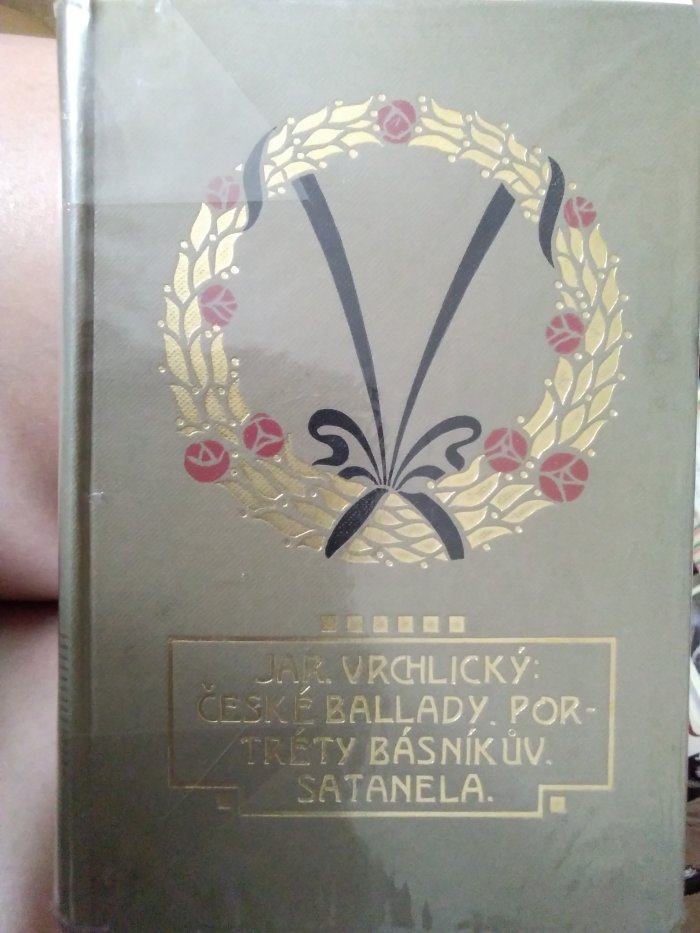 JAR. VRCHLICKÝ:
ČESKÉ BALLADY. POR-
TRÉTY BÁSNÍKŮV.
SATANELA.